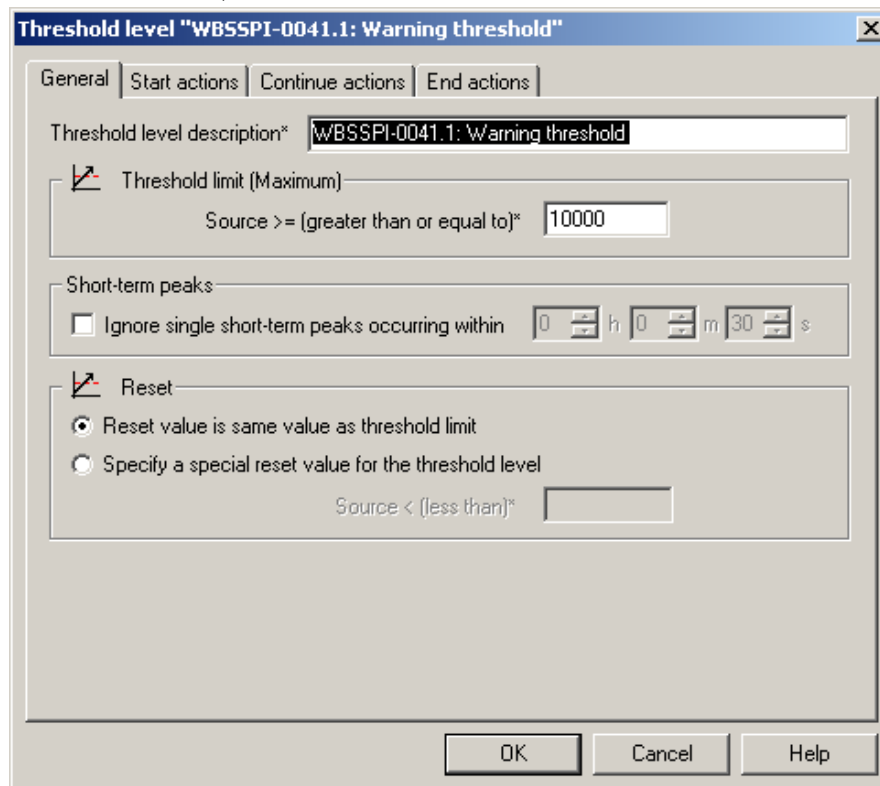 Threshold level "WBSSPI-0041.1: Warning threshold"
General Start actions Continue actions End actions
Threshold level description* WBSSPI-0041.1: Warning threshold
Threshold limit (Maximum)
Source >= (greater than or equal to)* 10000
Short-term peaks
Ignore single short-term peaks occurring within 0 h 0 m 30 s
Reset
Reset value is same value as threshold limit
Specify a special reset value for the threshold level
Source < (less than)*
OK Cancel Help